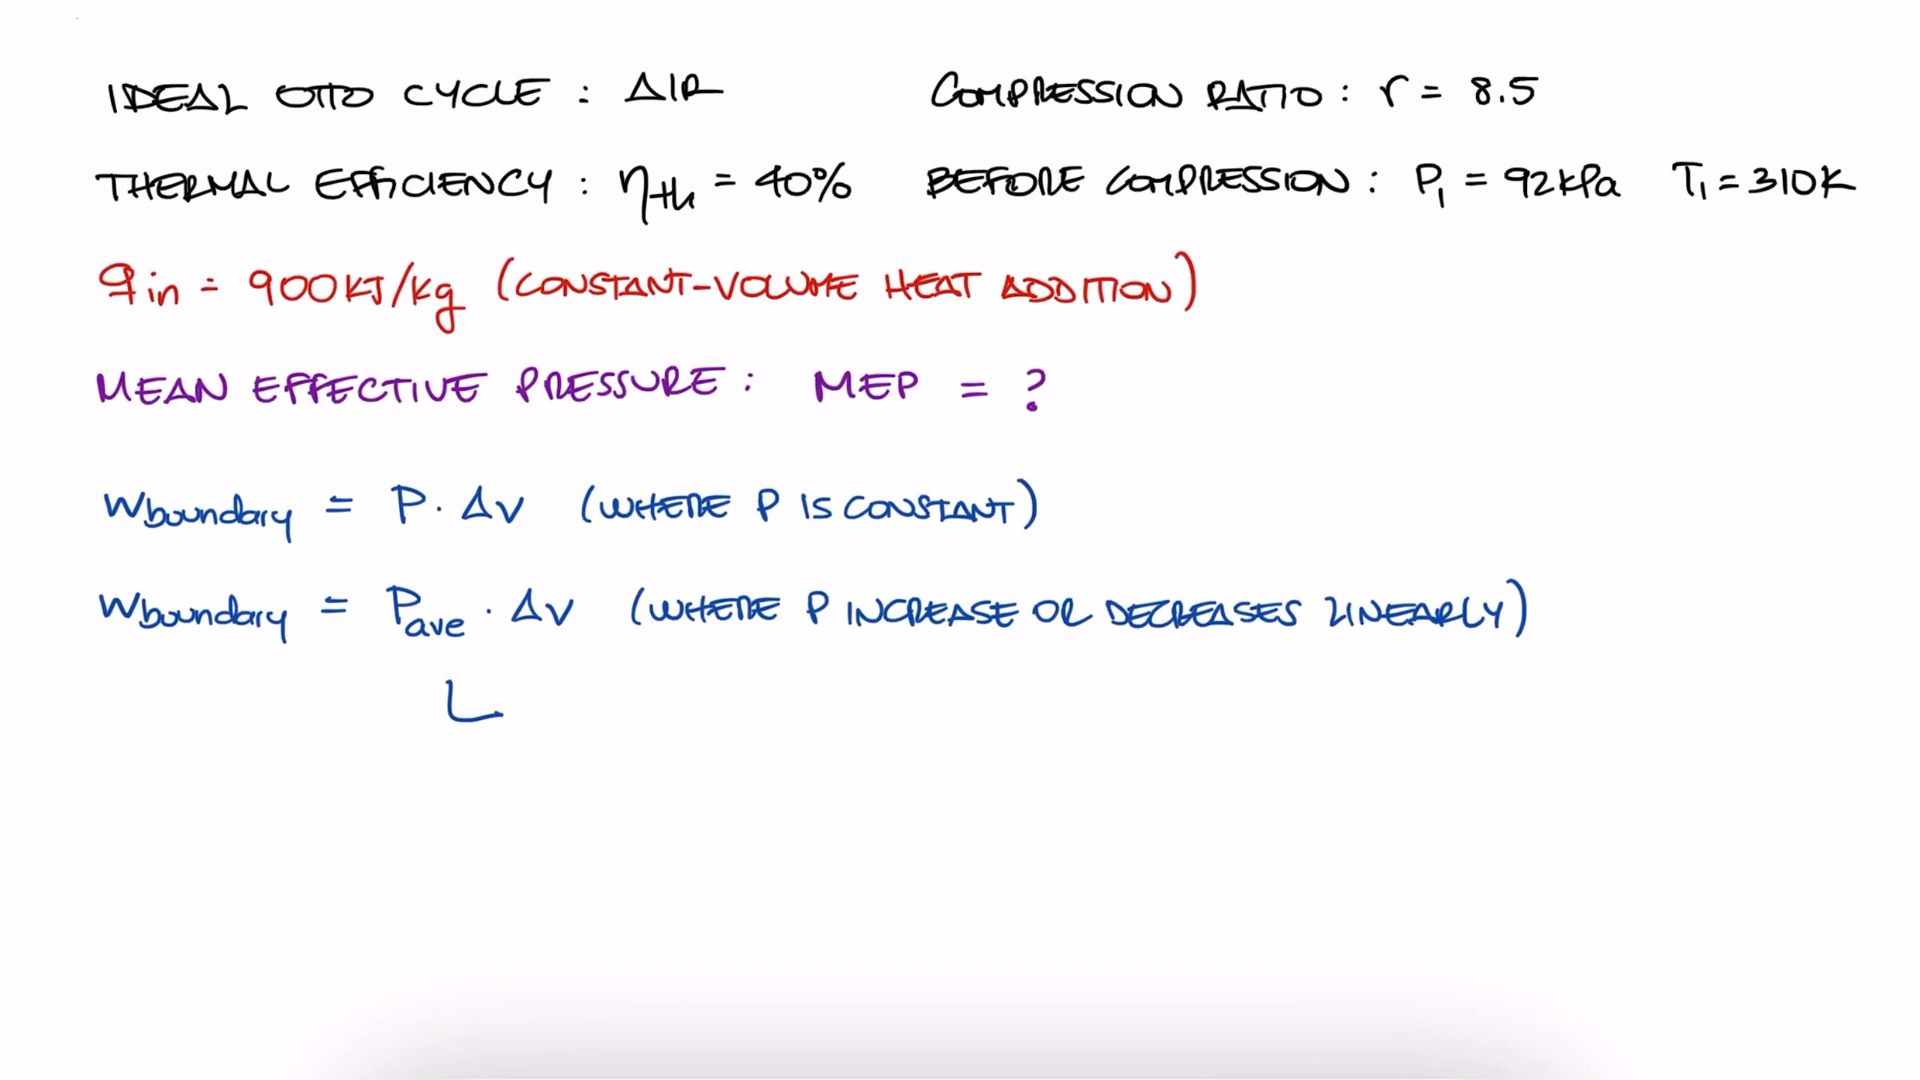 IDEAL OTTO CYCLE : AIR
COMPRESSION RATIO : r = 8.5
THERMAL EFFICIENCY : ηth = 40%
BEFORE COMPRESSION : P1 = 92kPa T1 = 310K
qin = 900kJ/kg (CONSTANT-VOLUME HEAT ADDITION)
MEAN EFFECTIVE PRESSURE : MEP = ?
wboundary = P · Δv (WHERE P IS CONSTANT)
wboundary = Pave · Δv (WHERE P INCREASE OR DECREASES LINEARLY)